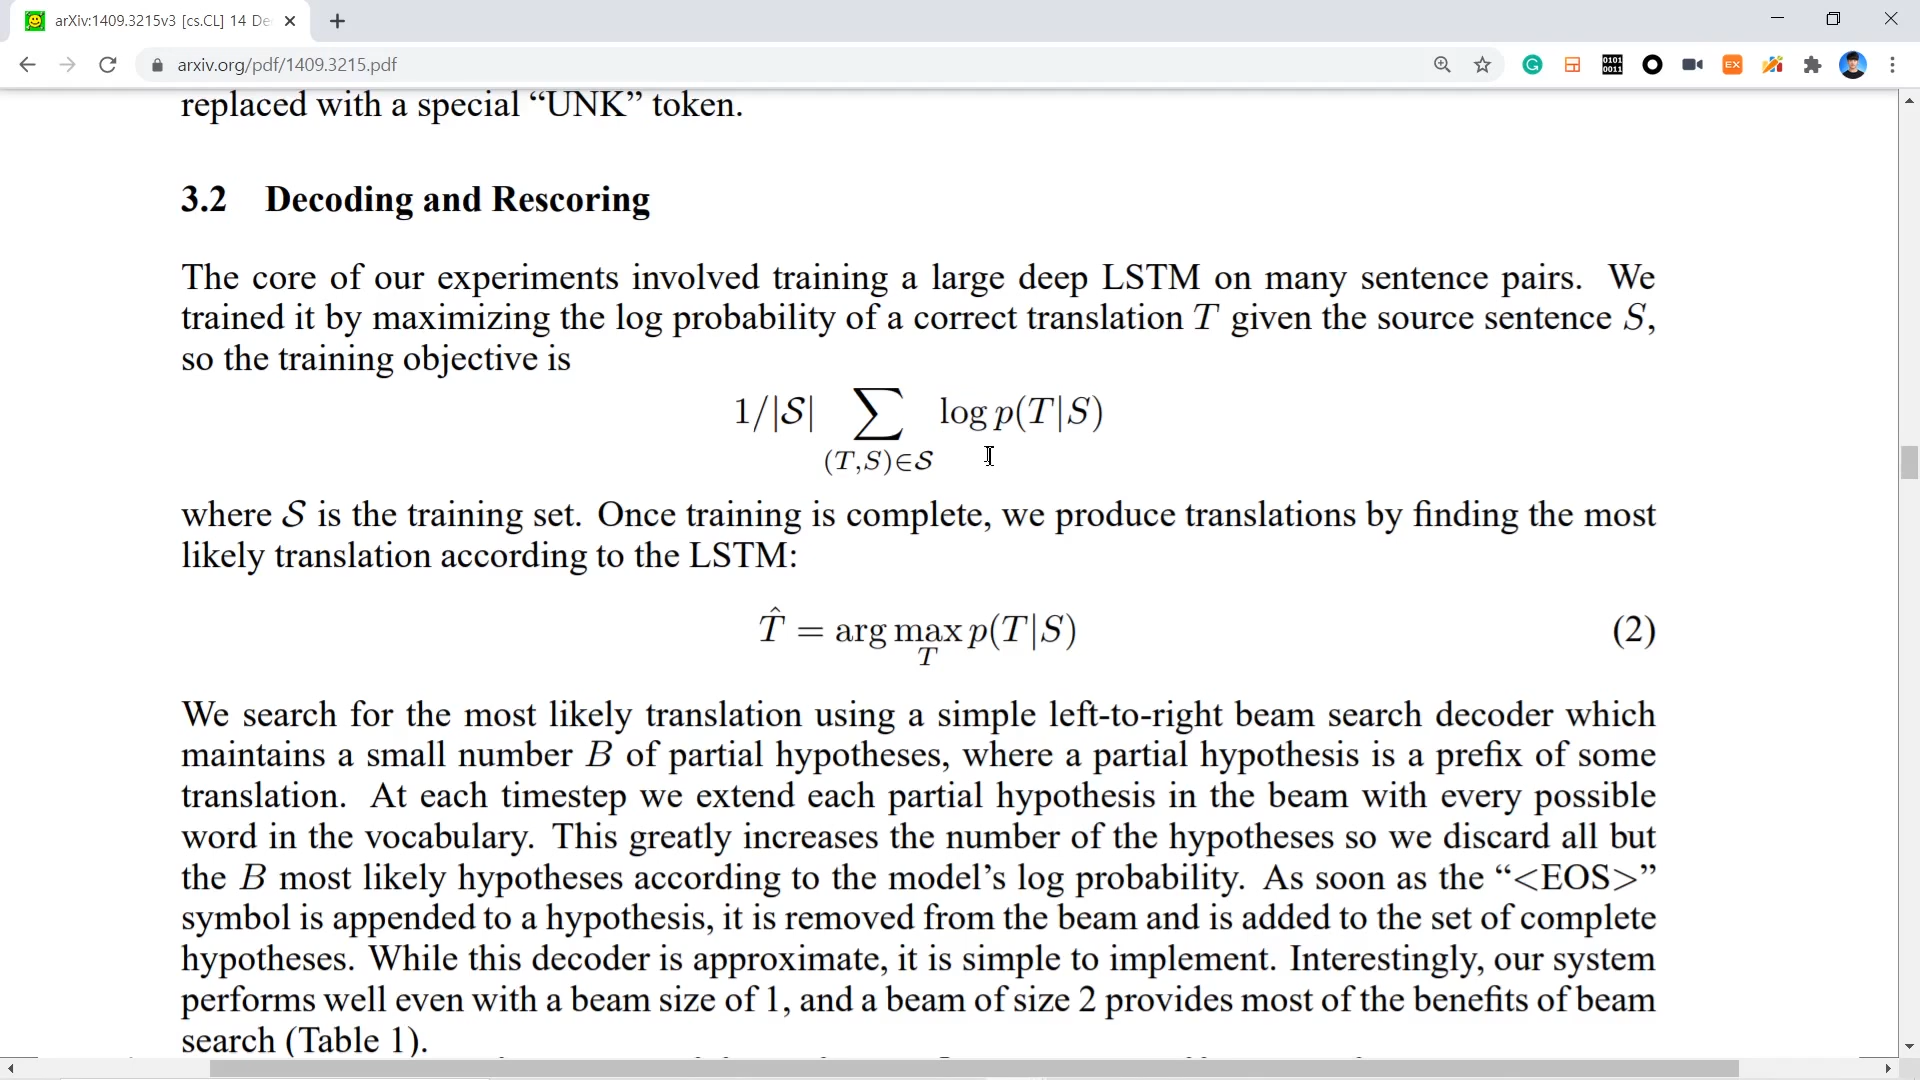 arXiv:1409.3215v3 [cs.CL] 14 De
arxiv.org/pdf/1409.3215.pdf
0101
0011
EX
replaced with a special “UNK” token.
3.2 Decoding and Rescoring
The core of our experiments involved training a large deep LSTM on many sentence pairs. We
trained it by maximizing the log probability of a correct translation T given the source sentence S,
so the training objective is
1/|𝒮| ∑ log p(T|S)
(T,S)∈𝒮
where 𝒮 is the training set. Once training is complete, we produce translations by finding the most
likely translation according to the LSTM:
T̂ = arg max p(T|S) (2)
T
We search for the most likely translation using a simple left-to-right beam search decoder which
maintains a small number B of partial hypotheses, where a partial hypothesis is a prefix of some
translation. At each timestep we extend each partial hypothesis in the beam with every possible
word in the vocabulary. This greatly increases the number of the hypotheses so we discard all but
the B most likely hypotheses according to the model’s log probability. As soon as the “<EOS>”
symbol is appended to a hypothesis, it is removed from the beam and is added to the set of complete
hypotheses. While this decoder is approximate, it is simple to implement. Interestingly, our system
performs well even with a beam size of 1, and a beam of size 2 provides most of the benefits of beam
search (Table 1).